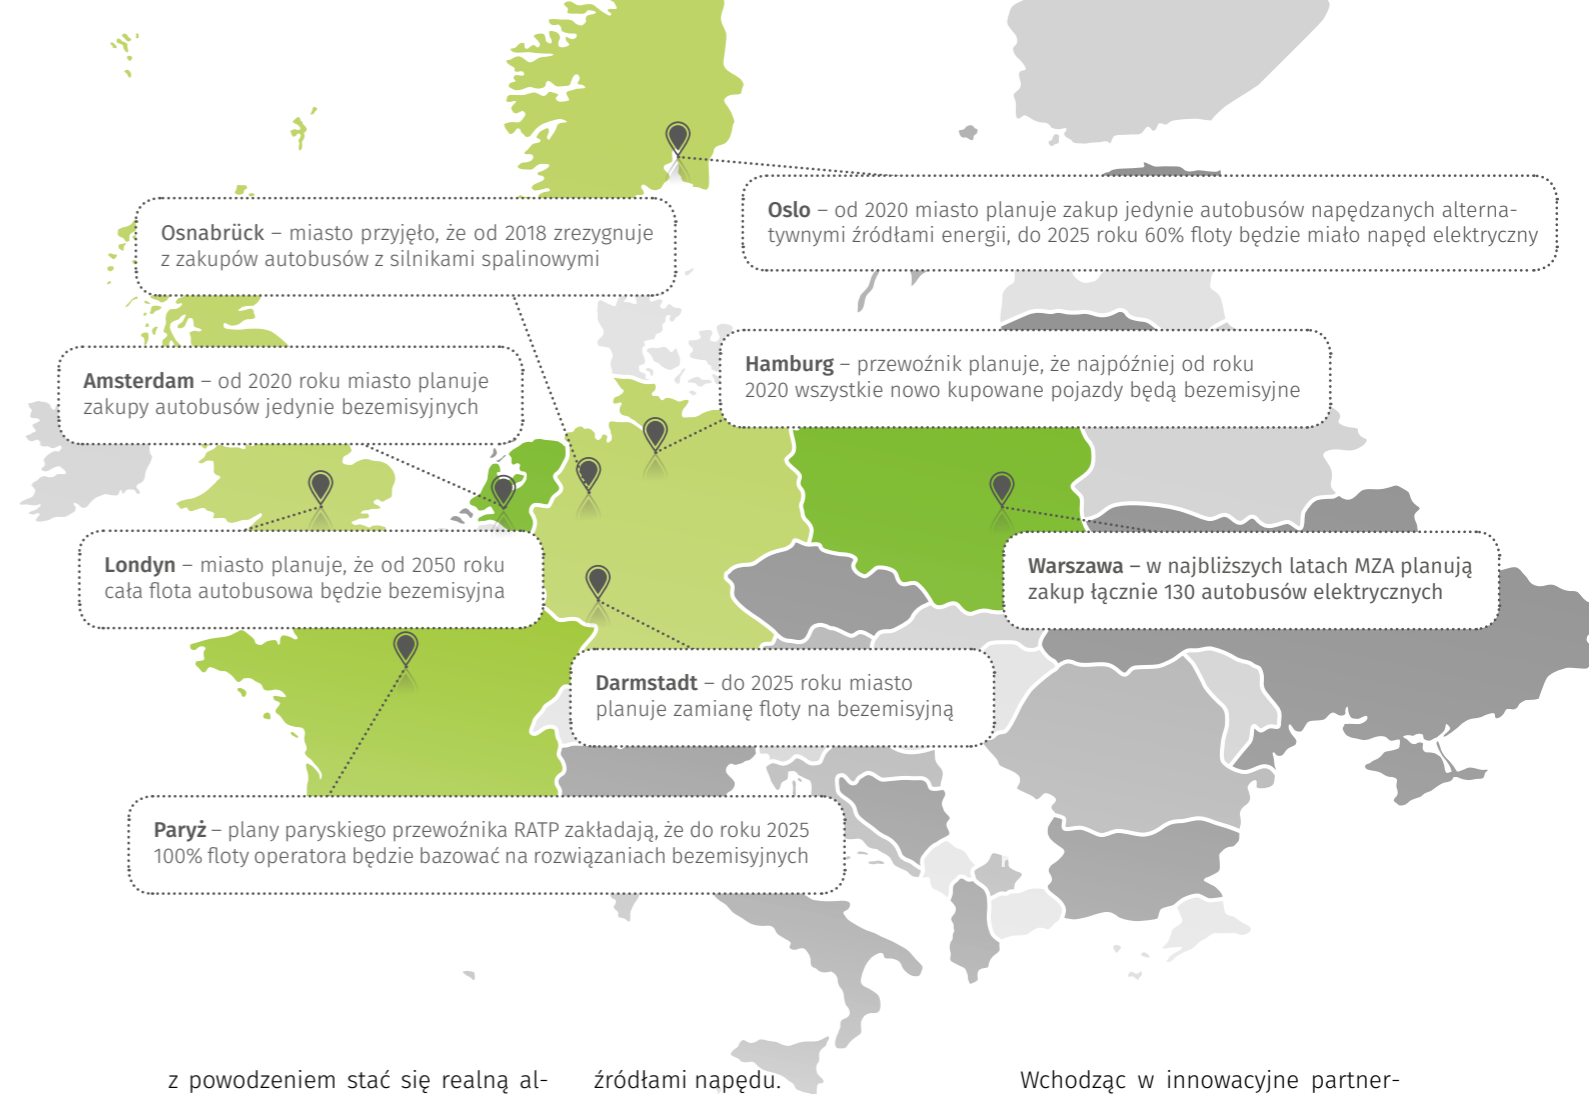 Osnabrück – miasto przyjęło, że od 2018 zrezygnuje
z zakupów autobusów z silnikami spalinowymi
Oslo – od 2020 miasto planuje zakup jedynie autobusów napędzanych alterna-
tywnymi źródłami energii, do 2025 roku 60% floty będzie miało napęd elektryczny
Amsterdam – od 2020 roku miasto planuje
zakupy autobusów jedynie bezemisyjnych
Hamburg – przewoźnik planuje, że najpóźniej od roku
2020 wszystkie nowo kupowane pojazdy będą bezemisyjne
Londyn – miasto planuje, że od 2050 roku
cała flota autobusowa będzie bezemisyjna
Warszawa – w najbliższych latach MZA planują
zakup łącznie 130 autobusów elektrycznych
Darmstadt – do 2025 roku miasto
planuje zamianę floty na bezemisyjną
Paryż – plany paryskiego przewoźnika RATP zakładają, że do roku 2025
100% floty operatora będzie bazować na rozwiązaniach bezemisyjnych
z powodzeniem stać się realną al-
źródłami napędu.
Wchodząc w innowacyjne partner-